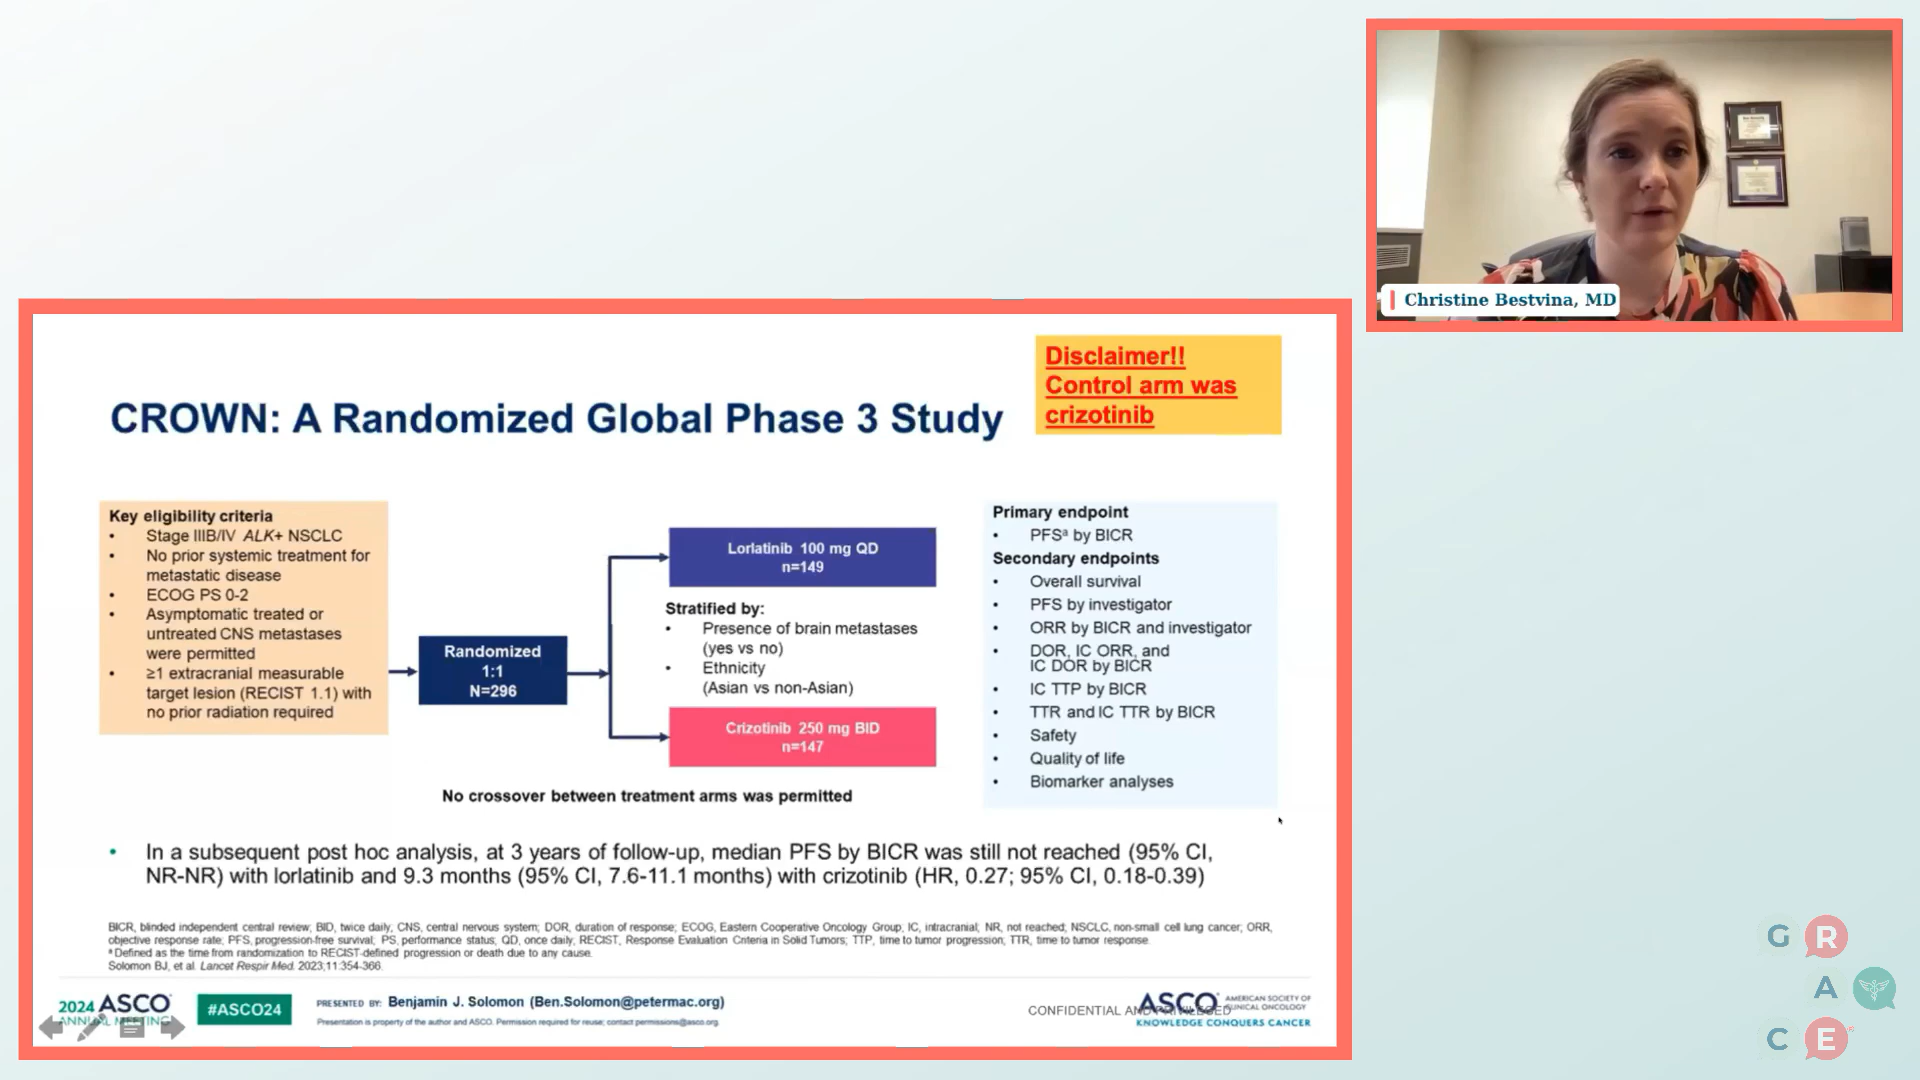 Christine Bestvina, MD
Disclaimer!!
Control arm was
crizotinib
CROWN: A Randomized Global Phase 3 Study
Key eligibility criteria
• Stage IIIB/IV ALK+ NSCLC
• No prior systemic treatment for
metastatic disease
• ECOG PS 0-2
• Asymptomatic treated or
untreated CNS metastases
were permitted
• ≥1 extracranial measurable
target lesion (RECIST 1.1) with
no prior radiation required
Randomized
1:1
N=296
Lorlatinib 100 mg QD
n=149
Stratified by:
• Presence of brain metastases
(yes vs no)
• Ethnicity
(Asian vs non-Asian)
Crizotinib 250 mg BID
n=147
No crossover between treatment arms was permitted
Primary endpoint
• PFSᵃ by BICR
Secondary endpoints
• Overall survival
• PFS by investigator
• ORR by BICR and investigator
• DOR, IC ORR, and
IC DOR by BICR
• IC TTP by BICR
• TTR and IC TTR by BICR
• Safety
• Quality of life
• Biomarker analyses
• In a subsequent post hoc analysis, at 3 years of follow-up, median PFS by BICR was still not reached (95% CI,
NR-NR) with lorlatinib and 9.3 months (95% CI, 7.6-11.1 months) with crizotinib (HR, 0.27; 95% CI, 0.18-0.39)
BICR, blinded independent central review; BID, twice daily; CNS, central nervous system; DOR, duration of response; ECOG, Eastern Cooperative Oncology Group; IC, intracranial; NR, not reached; NSCLC, non-small cell lung cancer; ORR,
objective response rate; PFS, progression-free survival; PS, performance status; QD, once daily; RECIST, Response Evaluation Criteria in Solid Tumors; TTP, time to tumor progression; TTR, time to tumor response.
ᵃ Defined as the time from randomization to RECIST-defined progression or death due to any cause.
Solomon BJ, et al. Lancet Respir Med. 2023;11:354-366.
2024 ASCO
ANNUAL MEETING
#ASCO24
PRESENTED BY: Benjamin J. Solomon (Ben.Solomon@petermac.org)
Presentation is property of the author and ASCO. Permission required for reuse; contact permissions@asco.org.
CONFIDENTIAL AND PRIVILEGED
ASCO AMERICAN SOCIETY OF
CLINICAL ONCOLOGY
KNOWLEDGE CONQUERS CANCER
G R
A
C E